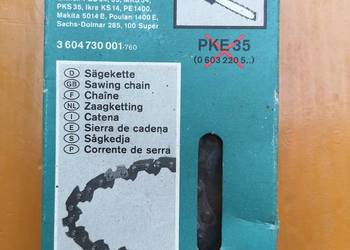 PKS 35, Ikra KS 14, PE1400,
Makita 5014 B, Poulan 1400 E,
Sachs-Dolmar 285, 100 Super
3 604 730 001-760
PKE 35
(0 603 220 5..)
D Sägekette
GB Sawing chain
F Chaîne
NL Zaagketting
I Catena
E Sierra de cadena
S Sågkedja
P Corrente de serra